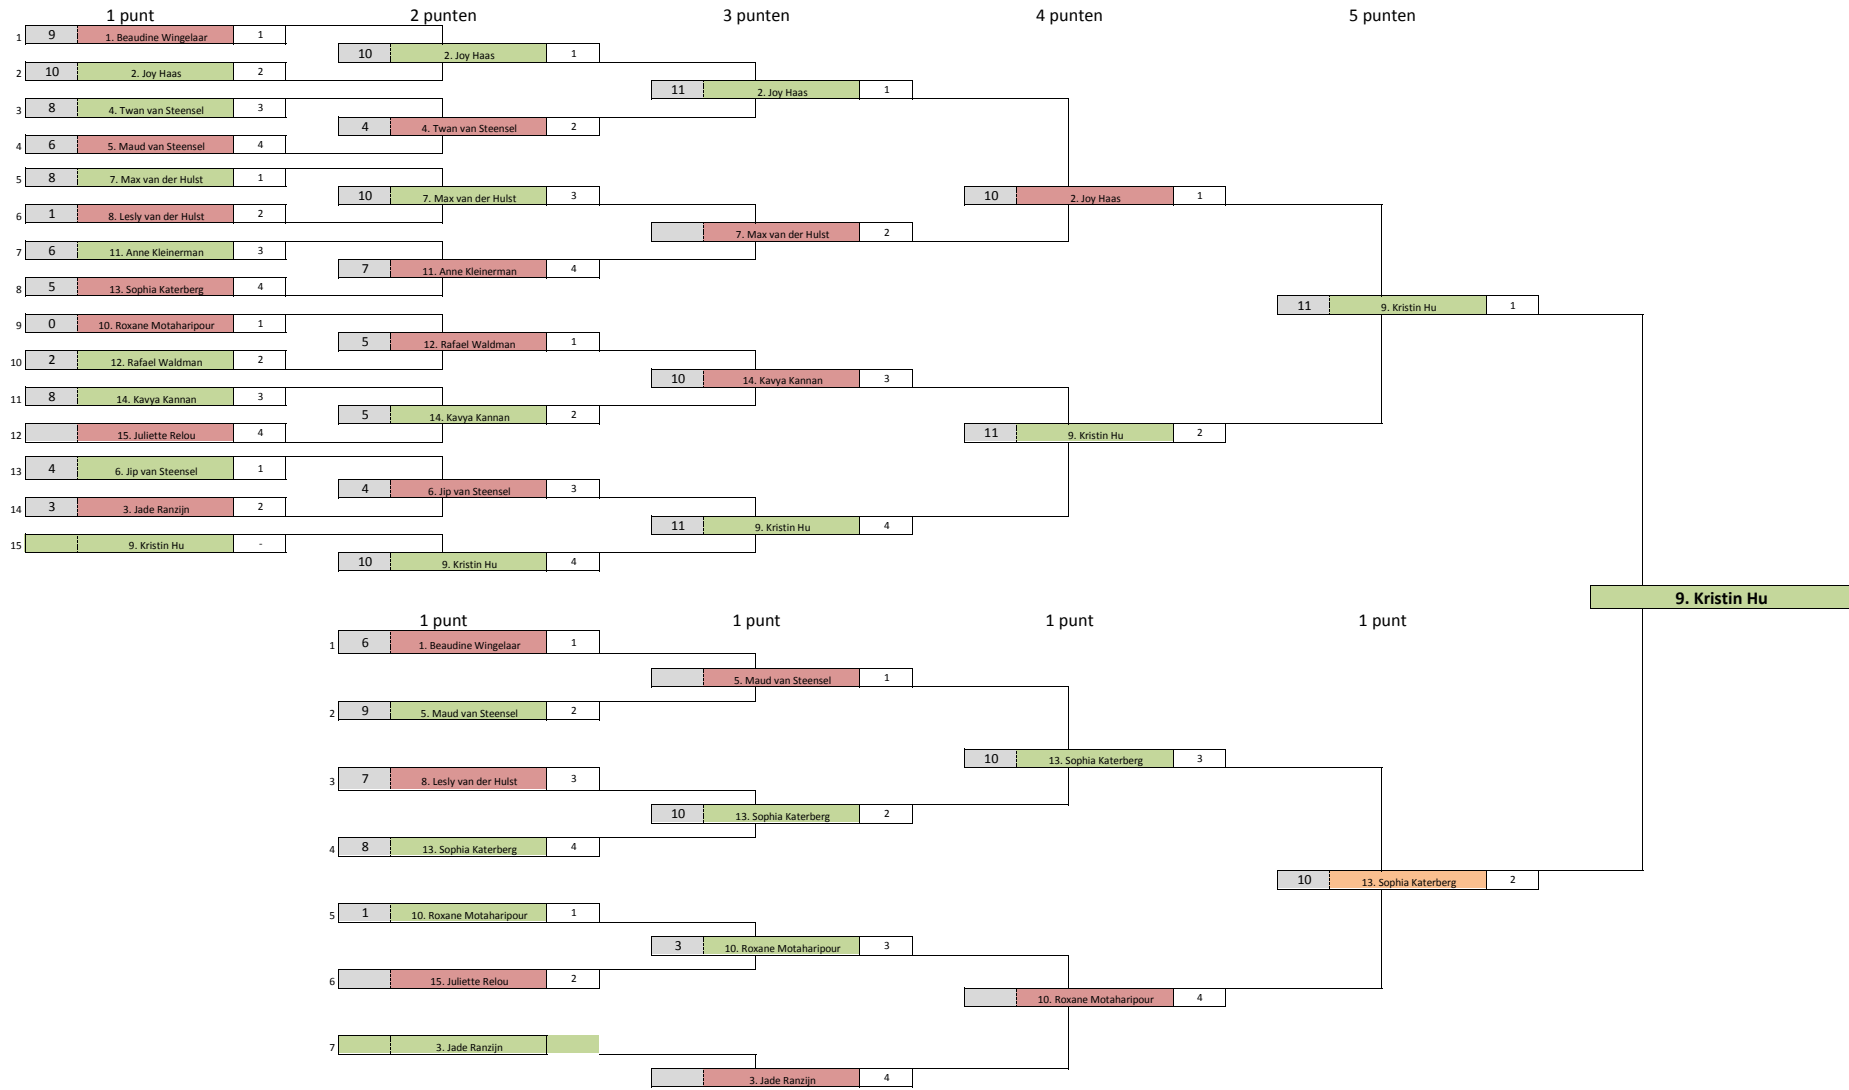 1 punt 2 punten 3 punten 4 punten 5 punten
1 9 1. Beaudine Wingelaar 1
10 2. Joy Haas 1
2 10 2. Joy Haas 2
11 2. Joy Haas 1
3 8 4. Twan van Steensel 3
4 4. Twan van Steensel 2
4 6 5. Maud van Steensel 4
5 8 7. Max van der Hulst 1
10 7. Max van der Hulst 3
10 2. Joy Haas 1
6 1 8. Lesly van der Hulst 2
7. Max van der Hulst 2
7 6 11. Anne Kleinerman 3
7 11. Anne Kleinerman 4
8 5 13. Sophia Katerberg 4
11 9. Kristin Hu 1
9 0 10. Roxane Motaharipour 1
5 12. Rafael Waldman 1
10 2 12. Rafael Waldman 2
10 14. Kavya Kannan 3
11 8 14. Kavya Kannan 3
5 14. Kavya Kannan 2
12 15. Juliette Relou 4
11 9. Kristin Hu 2
13 4 6. Jip van Steensel 1
4 6. Jip van Steensel 3
14 3 3. Jade Ranzijn 2
11 9. Kristin Hu 4
15 9. Kristin Hu -
10 9. Kristin Hu 4
9. Kristin Hu
1 punt 1 punt 1 punt 1 punt
1 6 1. Beaudine Wingelaar 1
5. Maud van Steensel 1
2 9 5. Maud van Steensel 2
10 13. Sophia Katerberg 3
3 7 8. Lesly van der Hulst 3
10 13. Sophia Katerberg 2
4 8 13. Sophia Katerberg 4
10 13. Sophia Katerberg 2
5 1 10. Roxane Motaharipour 1
3 10. Roxane Motaharipour 3
6 15. Juliette Relou 2
10. Roxane Motaharipour 4
7 3. Jade Ranzijn
3. Jade Ranzijn 4